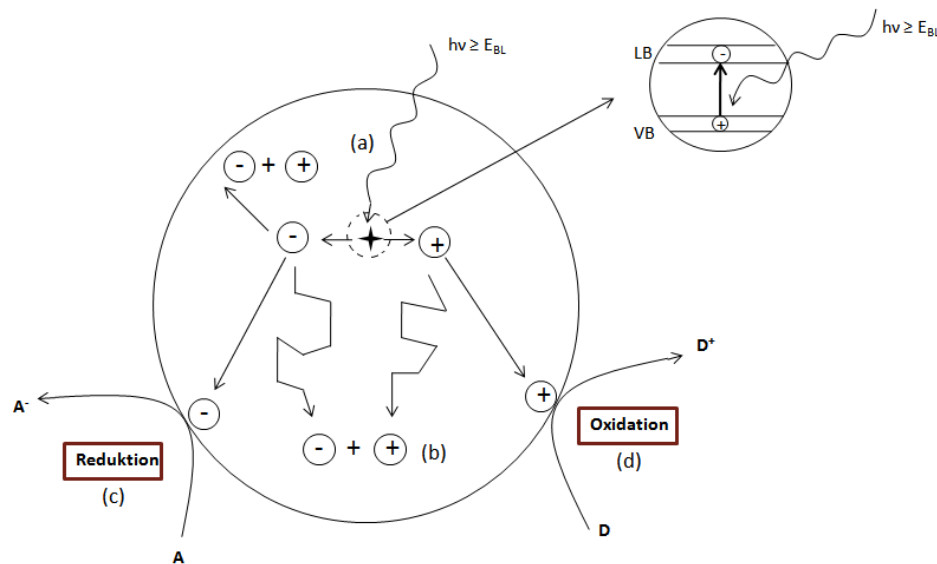 hν ≥ E_BL
hν ≥ E_BL
LB
-
+
VB
(a)
- + +
-
+
D⁺
A⁻
-
+
Oxidation
(d)
Reduktion
(c)
- + +
(b)
A
D